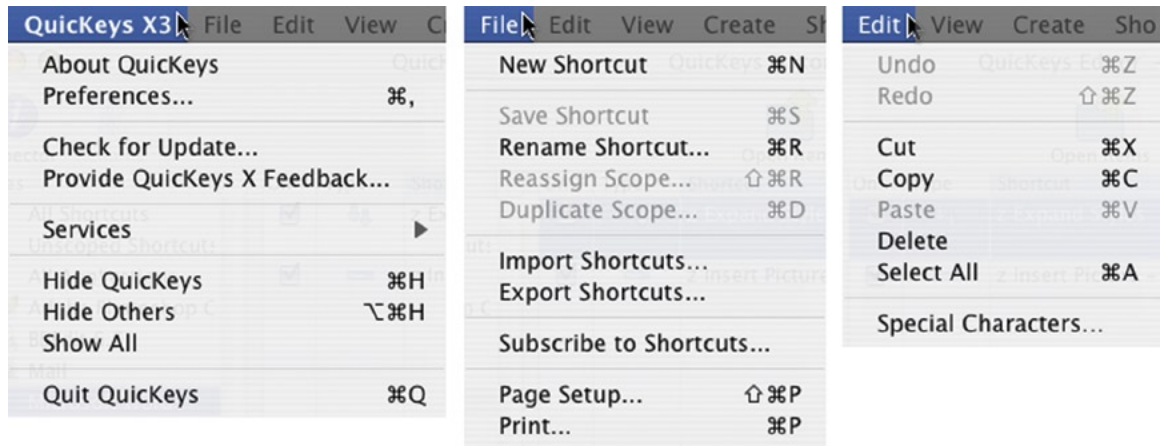 QuicKeys X3 File Edit View
About QuicKeys
Preferences... ⌘,
Check for Update...
Provide QuicKeys X Feedback...
Services ▶
Hide QuicKeys ⌘H
Hide Others ⌥⌘H
Show All
Quit QuicKeys ⌘Q
File Edit View Create Sh
New Shortcut ⌘N
Save Shortcut ⌘S
Rename Shortcut... ⌘R
Reassign Scope... ⇧⌘R
Duplicate Scope... ⌘D
Import Shortcuts...
Export Shortcuts...
Subscribe to Shortcuts...
Page Setup... ⇧⌘P
Print... ⌘P
Edit View Create Sho
Undo ⌘Z
Redo ⇧⌘Z
Cut ⌘X
Copy ⌘C
Paste ⌘V
Delete
Select All ⌘A
Special Characters...